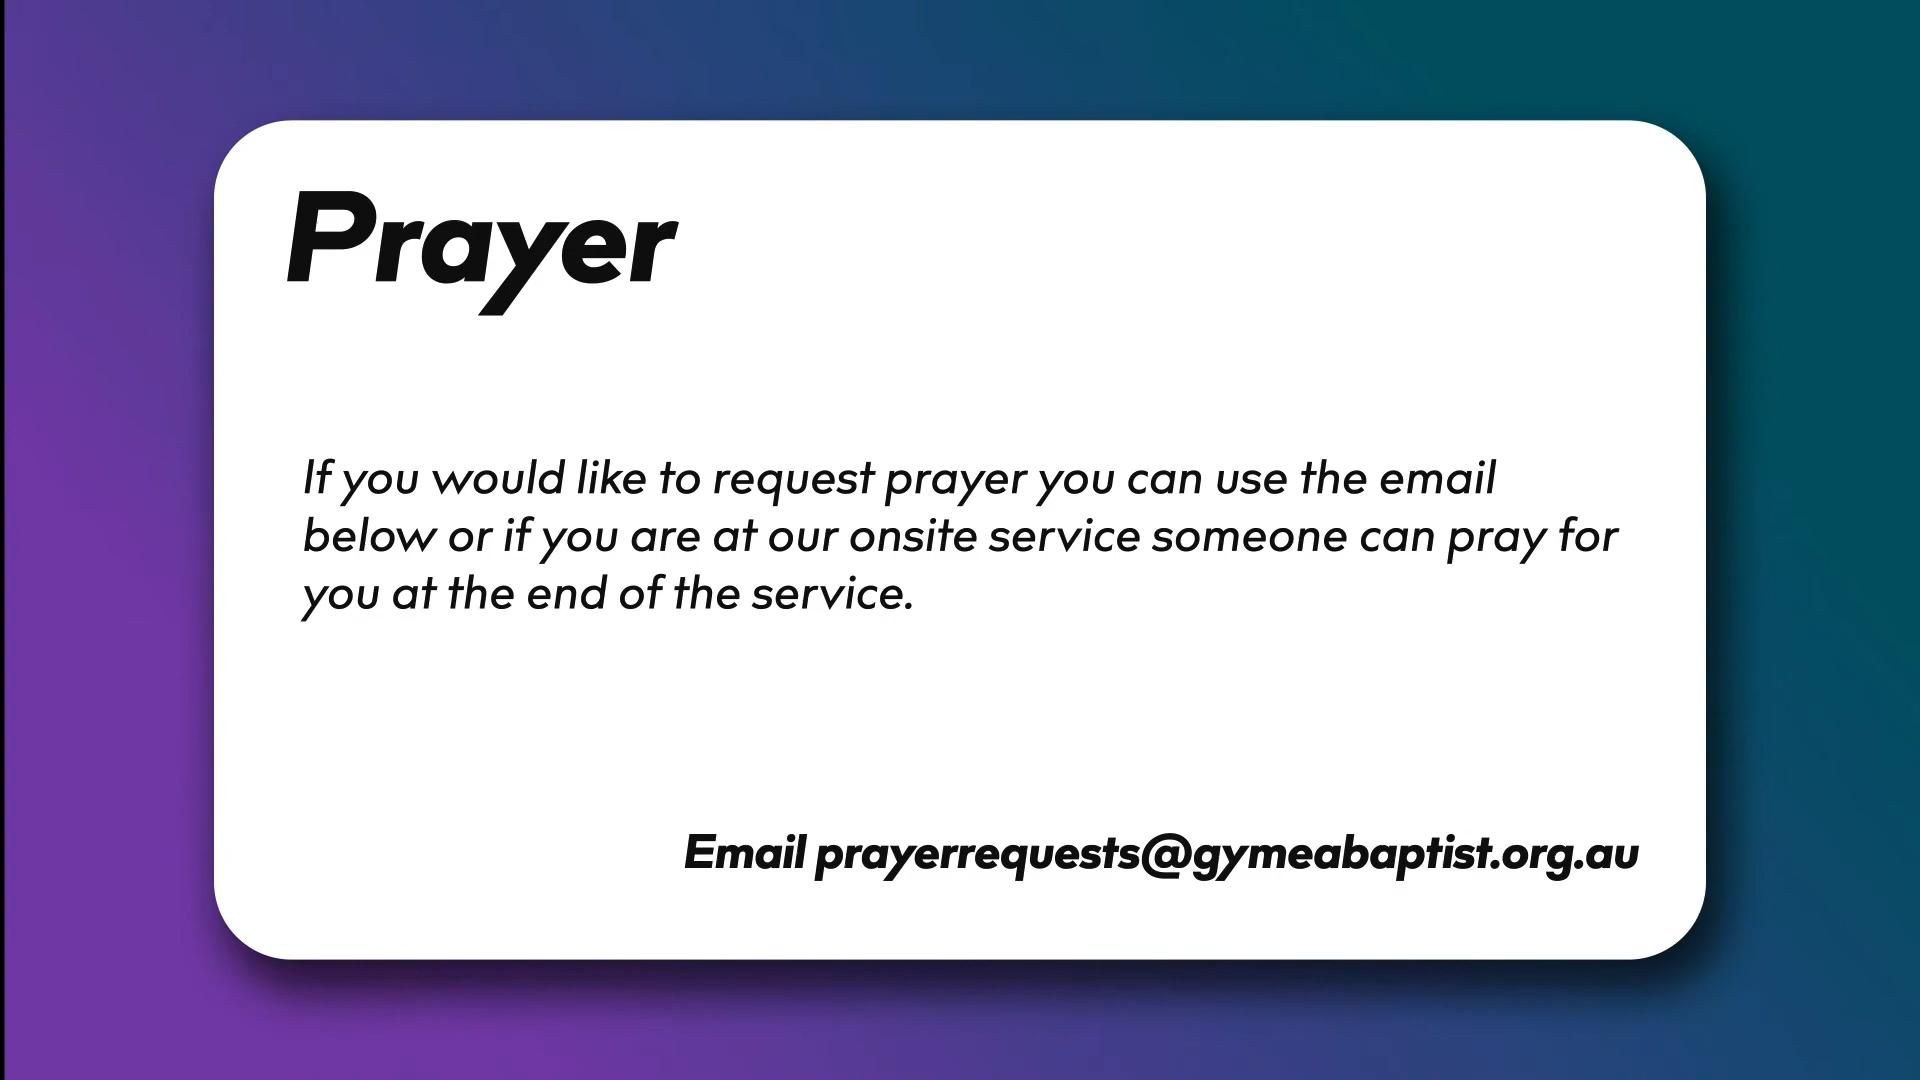 Prayer
If you would like to request prayer you can use the email
below or if you are at our onsite service someone can pray for
you at the end of the service.
Email prayerrequests@gymeabaptist.org.au